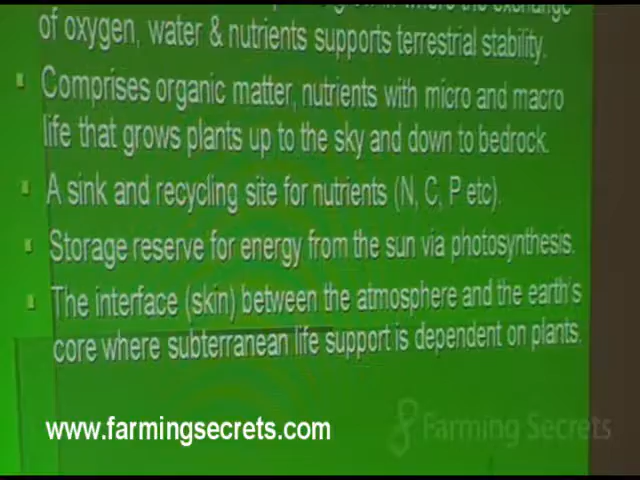 where the exchange
of oxygen, water & nutrients supports terrestrial stability.
Comprises organic matter, nutrients with micro and macro
life that grows plants up to the sky and down to bedrock.
A sink and recycling site for nutrients (N, C, P etc).
Storage reserve for energy from the sun via photosynthesis.
The interface (skin) between the atmosphere and the earth's
core where subterranean life support is dependent on plants.
www.farmingsecrets.com
Farming Secrets